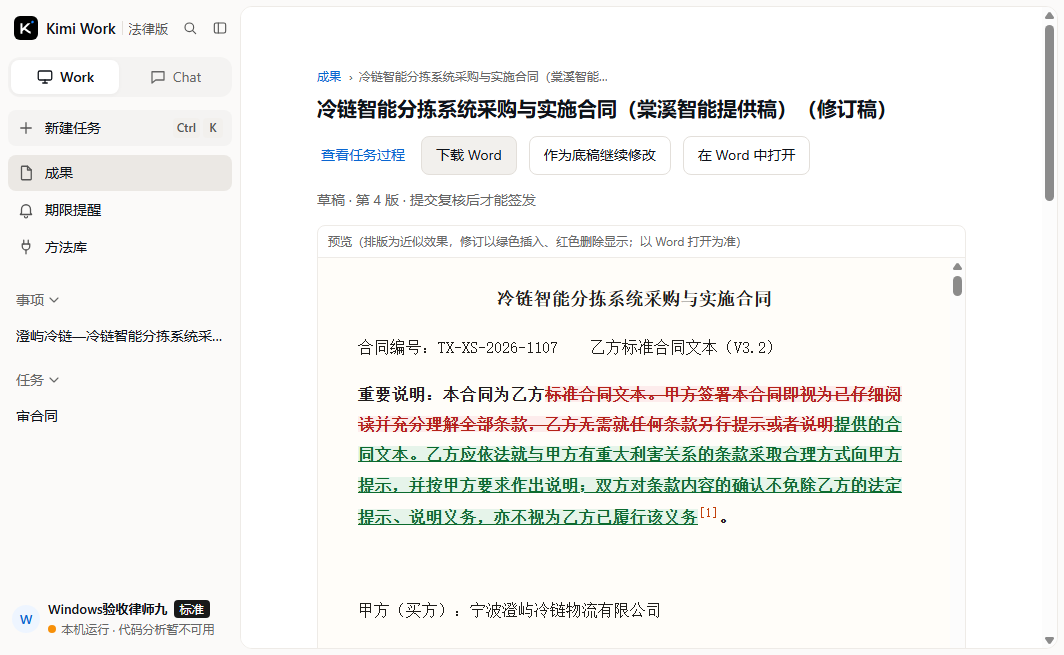 Kimi Work 法律版
Work
Chat
新建任务 Ctrl K
成果
期限提醒
方法库
事项
澄屿冷链—冷链智能分拣系统采...
任务
审合同
W
Windows验收律师九 标准
本机运行 · 代码分析暂不可用
成果 › 冷链智能分拣系统采购与实施合同（棠溪智能...
冷链智能分拣系统采购与实施合同（棠溪智能提供稿）（修订稿）
查看任务过程 下载 Word 作为底稿继续修改 在 Word 中打开
草稿 · 第 4 版 · 提交复核后才能签发
预览（排版为近似效果，修订以绿色插入、红色删除显示；以 Word 打开为准）
冷链智能分拣系统采购与实施合同
合同编号：TX-XS-2026-1107 乙方标准合同文本（V3.2）
重要说明：本合同为乙方标准合同文本。甲方签署本合同即视为已仔细阅
读并充分理解全部条款，乙方无需就任何条款另行提示或者说明提供的合
同文本。乙方应依法就与甲方有重大利害关系的条款采取合理方式向甲方
提示，并按甲方要求作出说明；双方对条款内容的确认不免除乙方的法定
提示、说明义务，亦不视为乙方已履行该义务[1]。
甲方（买方）：宁波澄屿冷链物流有限公司